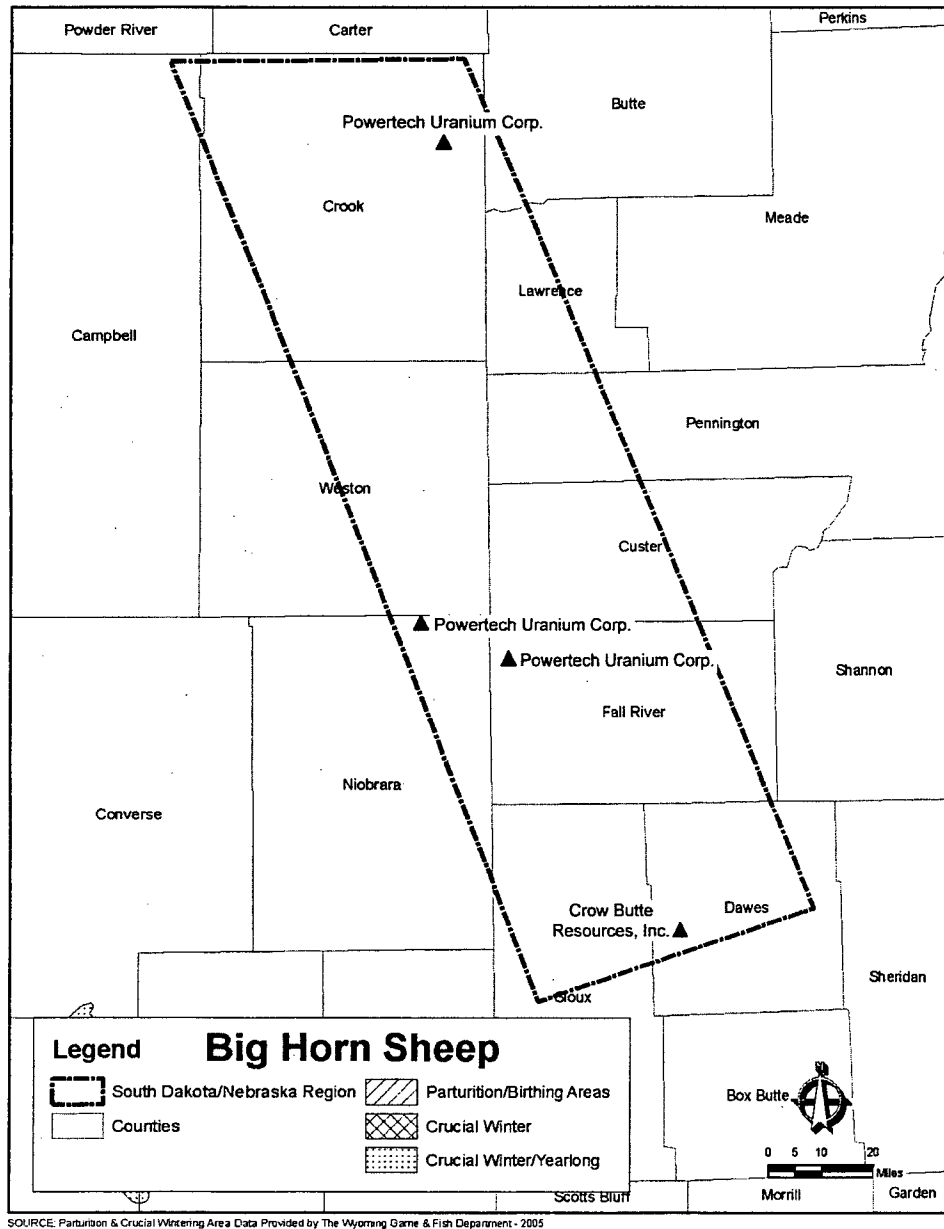 Powder River
Carter
Perkins
Butte
Powertech Uranium Corp.
Crook
Meade
Lawrence
Campbell
Pennington
Weston
Custer
Powertech Uranium Corp.
Powertech Uranium Corp.
Shannon
Fall River
Niobrara
Converse
Crow Butte
Resources, Inc.
Dawes
Sheridan
Sioux
Legend
Big Horn Sheep
South Dakota/Nebraska Region
Parturition/Birthing Areas
Counties
Crucial Winter
Crucial Winter/Yearlong
Box Butte
N
0 5 10 20
Miles
Scotts Bluff
Morrill
Garden
SOURCE: Parturition & Crucial Wintering Area Data Provided by The Wyoming Game & Fish Department - 2005